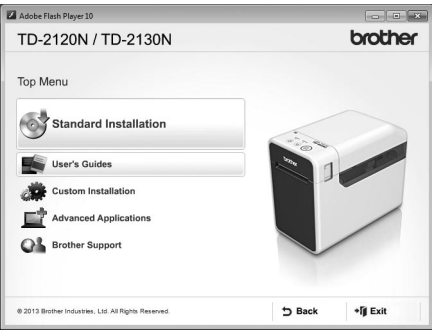 Adobe Flash Player 10
TD-2120N / TD-2130N
brother
Top Menu
Standard Installation
User's Guides
Custom Installation
Advanced Applications
Brother Support
brother
© 2013 Brother Industries, Ltd. All Rights Reserved.
Back
Exit